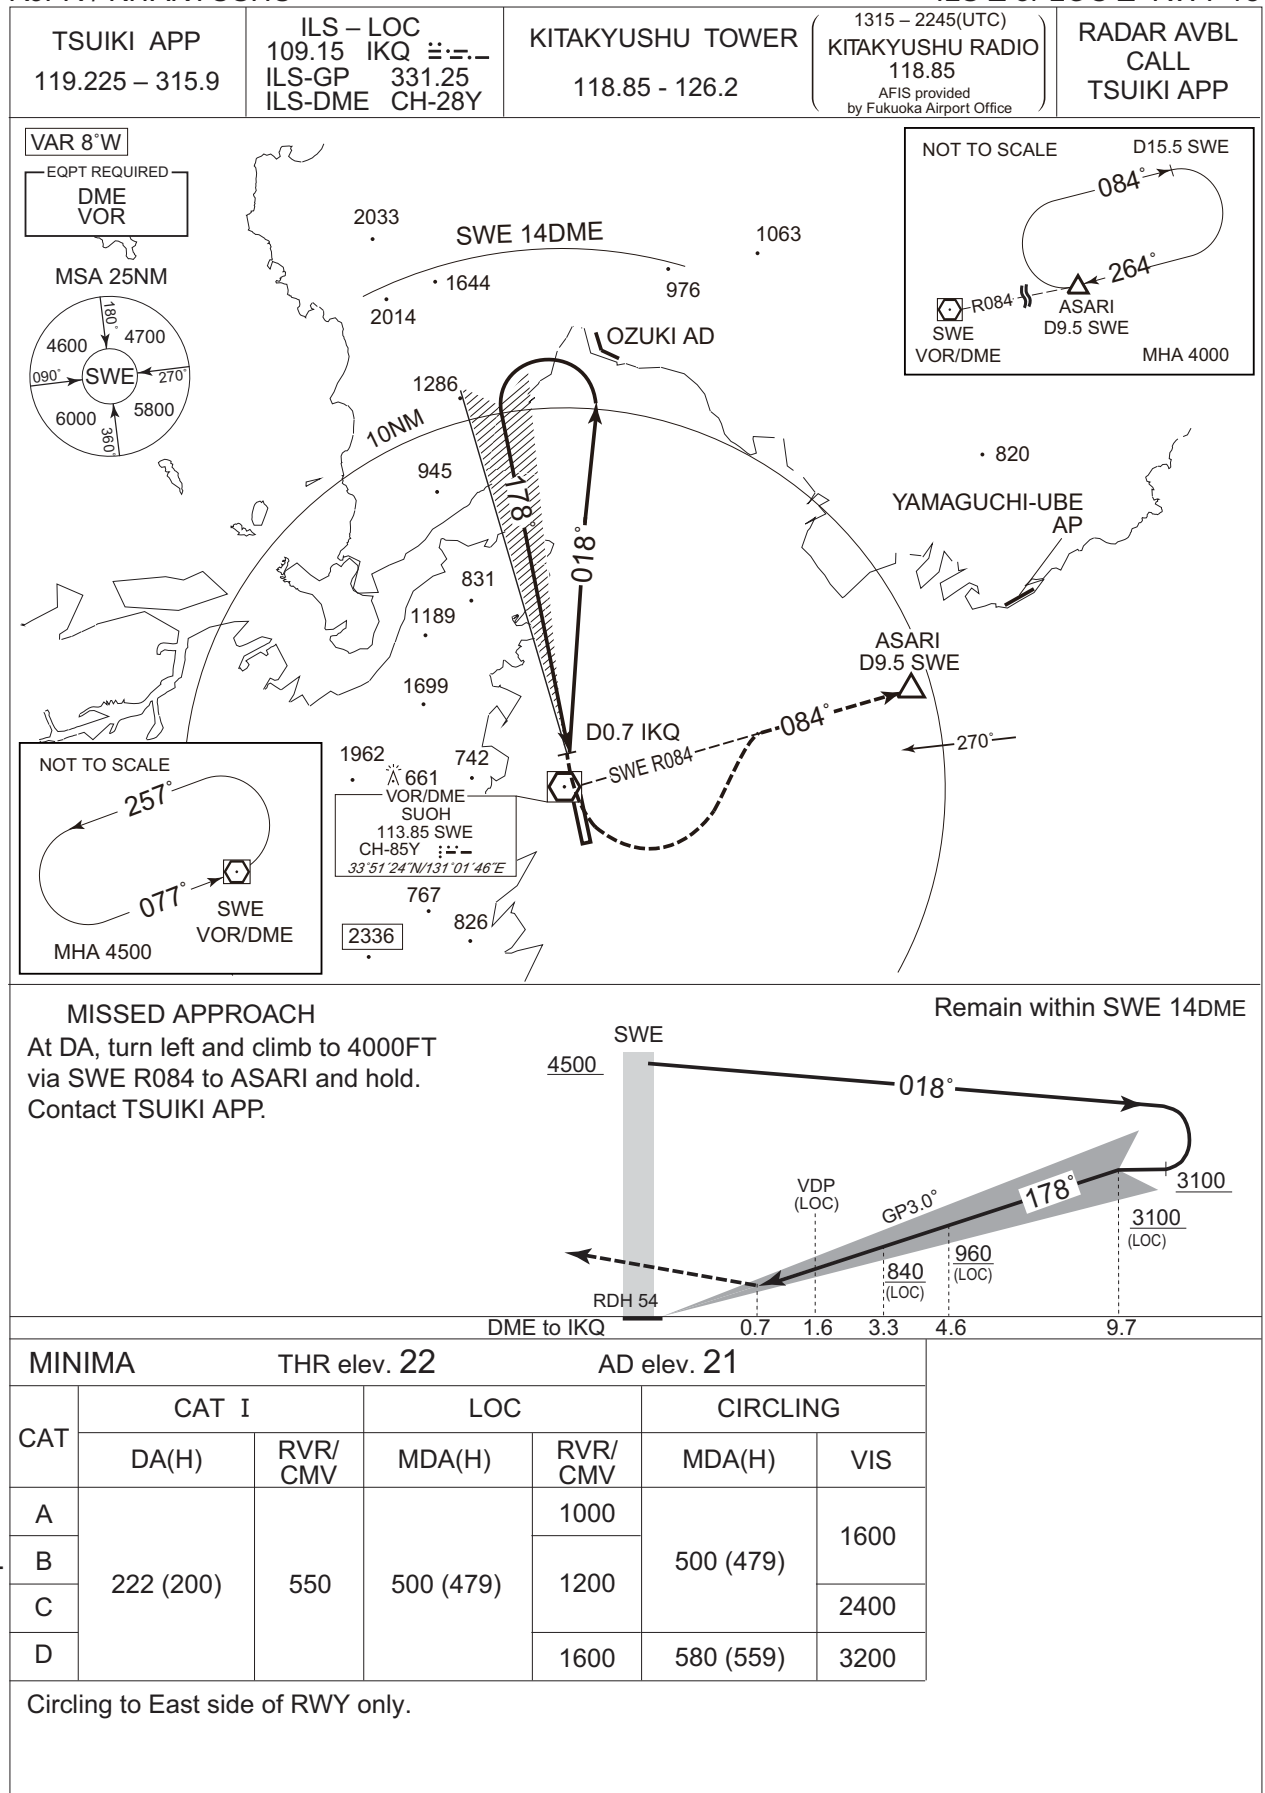 TSUIKI APP
119.225 – 315.9
ILS – LOC
109.15 IKQ
ILS-GP 331.25
ILS-DME CH-28Y
KITAKYUSHU TOWER
118.85 - 126.2
1315 – 2245(UTC)
KITAKYUSHU RADIO
118.85
AFIS provided
by Fukuoka Airport Office
RADAR AVBL
CALL
TSUIKI APP
VAR 8°W
EQPT REQUIRED
DME
VOR
MSA 25NM
180°
4600
4700
090°
SWE
270°
6000
5800
360°
NOT TO SCALE
D15.5 SWE
084°
264°
R084
ASARI
D9.5 SWE
SWE
VOR/DME
MHA 4000
2033
SWE 14DME
1063
1644
976
2014
OZUKI AD
1286
10NM
945
820
YAMAGUCHI-UBE
AP
178°
018°
831
1189
ASARI
D9.5 SWE
1699
D0.7 IKQ
084°
SWE R084
270°
1962
742
661
VOR/DME
SUOH
113.85 SWE
CH-85Y
33°51′24″N/131°01′46″E
767
826
2336
NOT TO SCALE
257°
077°
SWE
VOR/DME
MHA 4500
MISSED APPROACH
At DA, turn left and climb to 4000FT
via SWE R084 to ASARI and hold.
Contact TSUIKI APP.
Remain within SWE 14DME
SWE
4500
018°
3100
VDP
(LOC)
GP3.0°
178°
3100
(LOC)
960
(LOC)
840
(LOC)
RDH 54
DME to IKQ 0.7 1.6 3.3 4.6 9.7
MINIMA THR elev. 22 AD elev. 21
CAT
CAT I
LOC
CIRCLING
DA(H)
RVR/
CMV
MDA(H)
RVR/
CMV
MDA(H)
VIS
A
B
C
D
222 (200)
550
500 (479)
1000
1200
1600
500 (479)
580 (559)
1600
2400
3200
Circling to East side of RWY only.